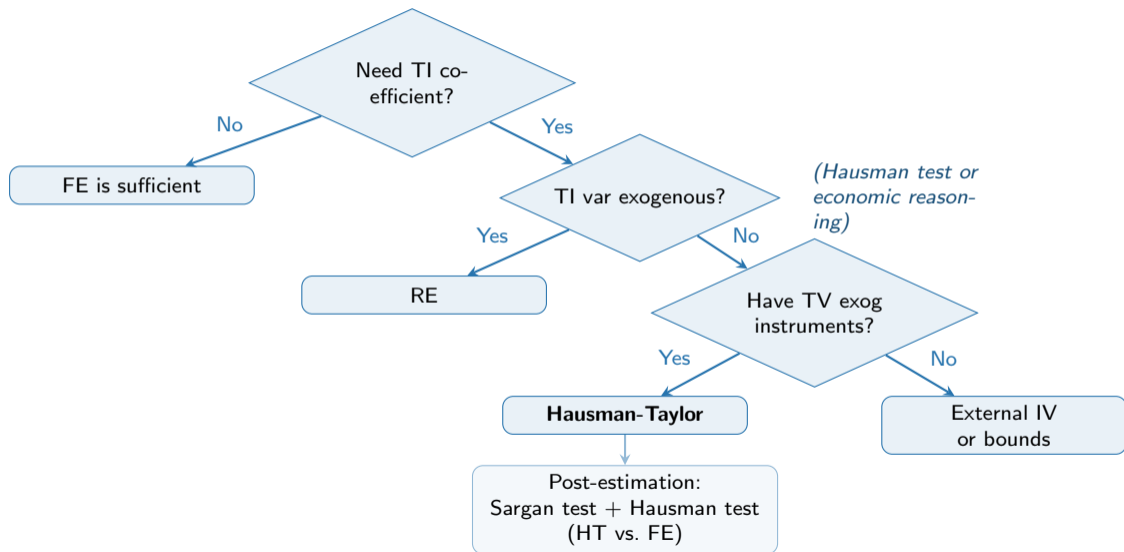 Need TI co-
efficient?
No
Yes
FE is sufficient
TI var exogenous?
(Hausman test or
economic reason-
ing)
Yes
No
RE
Have TV exog
instruments?
Yes
No
Hausman-Taylor
External IV
or bounds
Post-estimation:
Sargan test + Hausman test
(HT vs. FE)